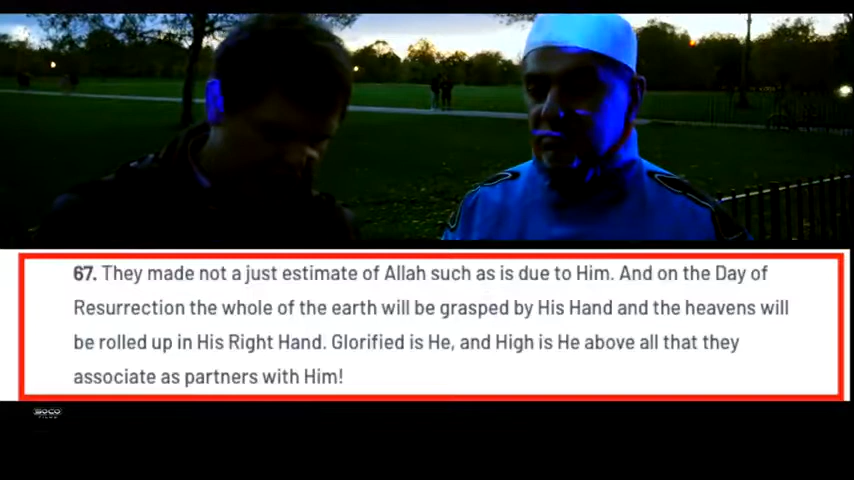 67. They made not a just estimate of Allah such as is due to Him. And on the Day of
Resurrection the whole of the earth will be grasped by His Hand and the heavens will
be rolled up in His Right Hand. Glorified is He, and High is He above all that they
associate as partners with Him!
SOCO
FILMS